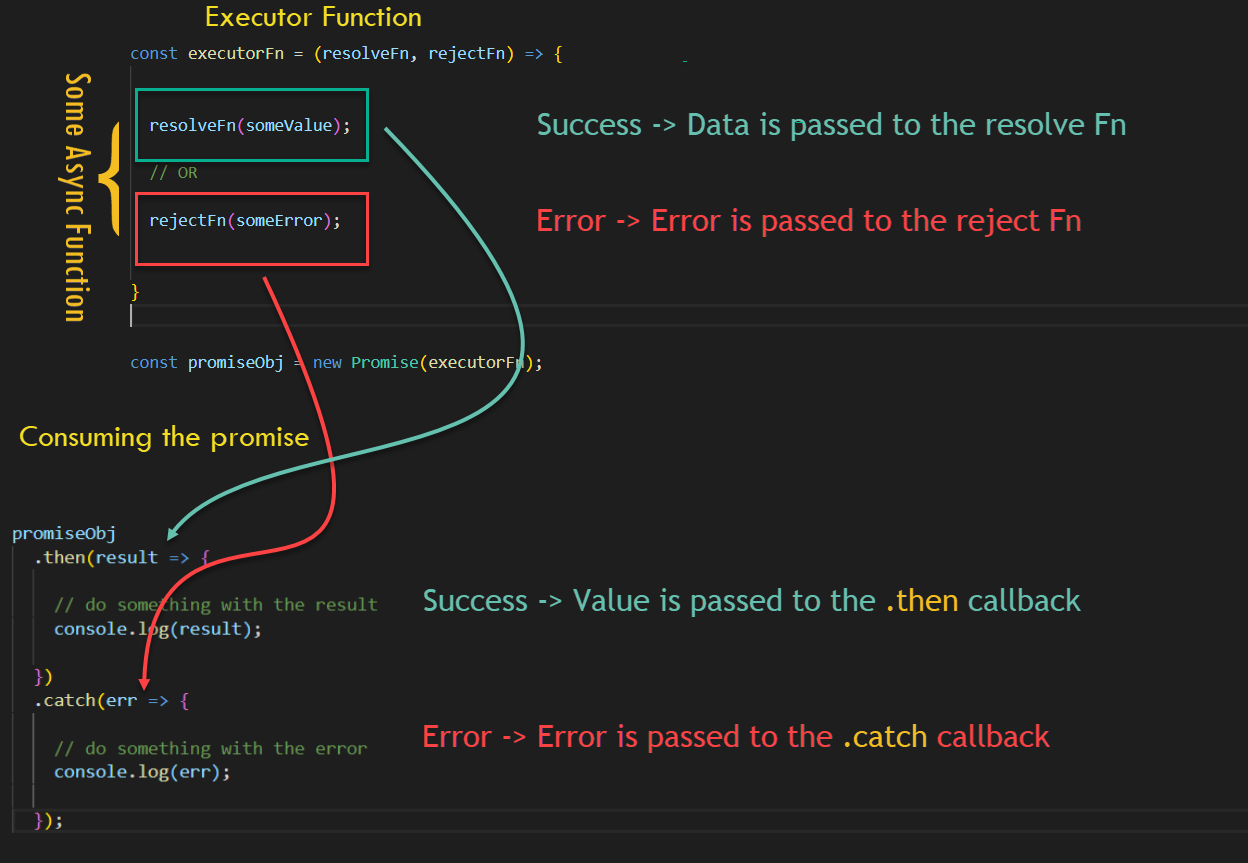 Executor Function
const executorFn = (resolveFn, rejectFn) => {
Some Async Function
{
resolveFn(someValue);
Success -> Data is passed to the resolve Fn
// OR
rejectFn(someError);
Error -> Error is passed to the reject Fn
}
const promiseObj = new Promise(executorFn);
Consuming the promise
promiseObj
.then(result => {
// do something with the result
Success -> Value is passed to the .then callback
console.log(result);
})
.catch(err => {
// do something with the error
Error -> Error is passed to the .catch callback
console.log(err);
});